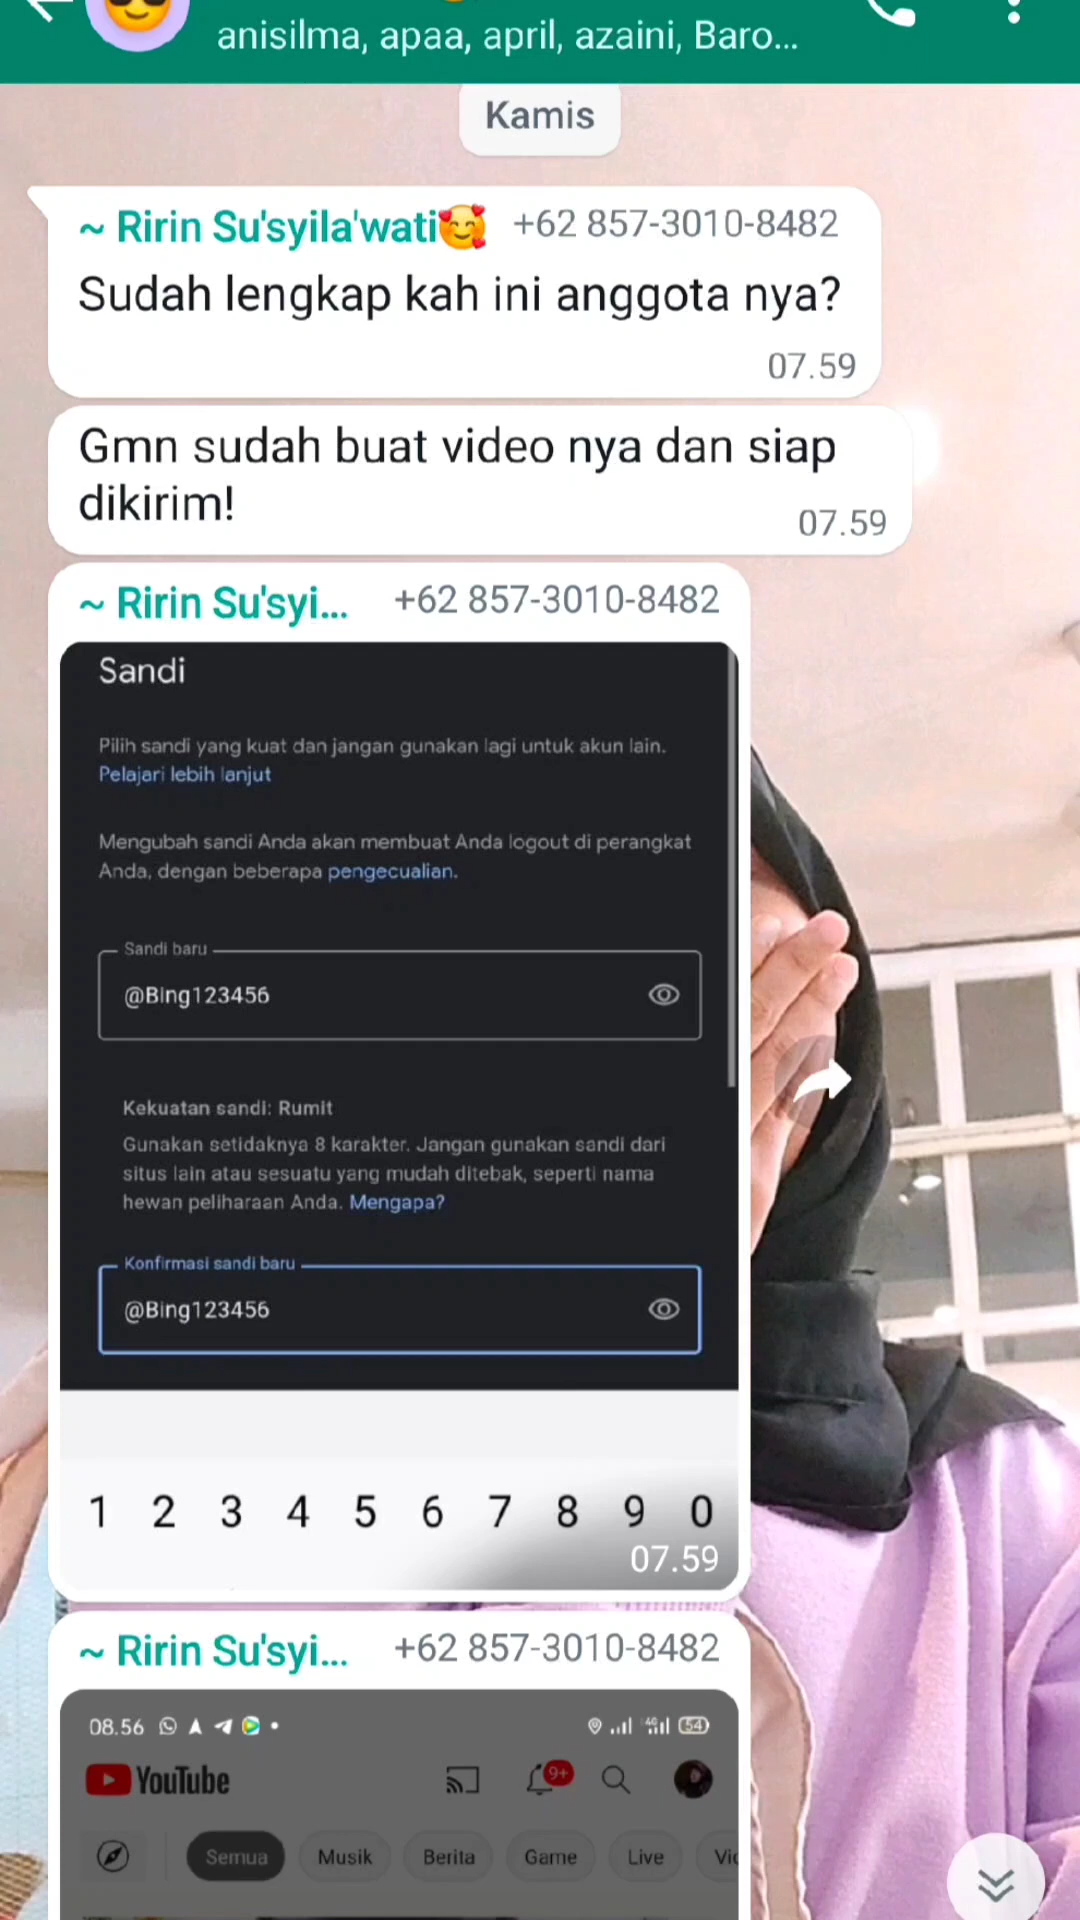 anisilma, apaa, april, azaini, Baro...
Kamis
~ Ririn Su'syila'wati🥰 +62 857-3010-8482
Sudah lengkap kah ini anggota nya?
07.59
Gmn sudah buat video nya dan siap
dikirim!
07.59
~ Ririn Su'syi... +62 857-3010-8482
Sandi
Pilih sandi yang kuat dan jangan gunakan lagi untuk akun lain.
Pelajari lebih lanjut
Mengubah sandi Anda akan membuat Anda logout di perangkat
Anda, dengan beberapa pengecualian.
Sandi baru
@Bing123456
Kekuatan sandi: Rumit
Gunakan setidaknya 8 karakter. Jangan gunakan sandi dari
situs lain atau sesuatu yang mudah ditebak, seperti nama
hewan peliharaan Anda. Mengapa?
Konfirmasi sandi baru
@Bing123456
1 2 3 4 5 6 7 8 9 0
07.59
~ Ririn Su'syi... +62 857-3010-8482
08.56 4G 54
YouTube 9+
Semua Musik Berita Game Live Vid